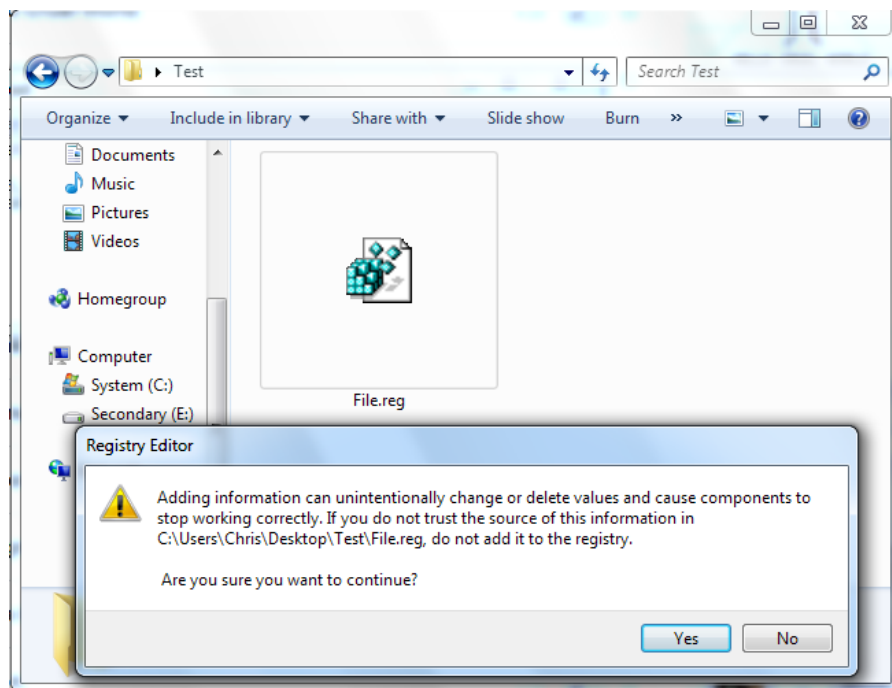 Test
Search Test
Organize
Include in library
Share with
Slide show
Burn
»
Documents
Music
Pictures
Videos
Homegroup
Computer
System (C:)
Secondary (E:)
File.reg
Registry Editor
Adding information can unintentionally change or delete values and cause components to
stop working correctly. If you do not trust the source of this information in
C:\Users\Chris\Desktop\Test\File.reg, do not add it to the registry.
Are you sure you want to continue?
Yes
No